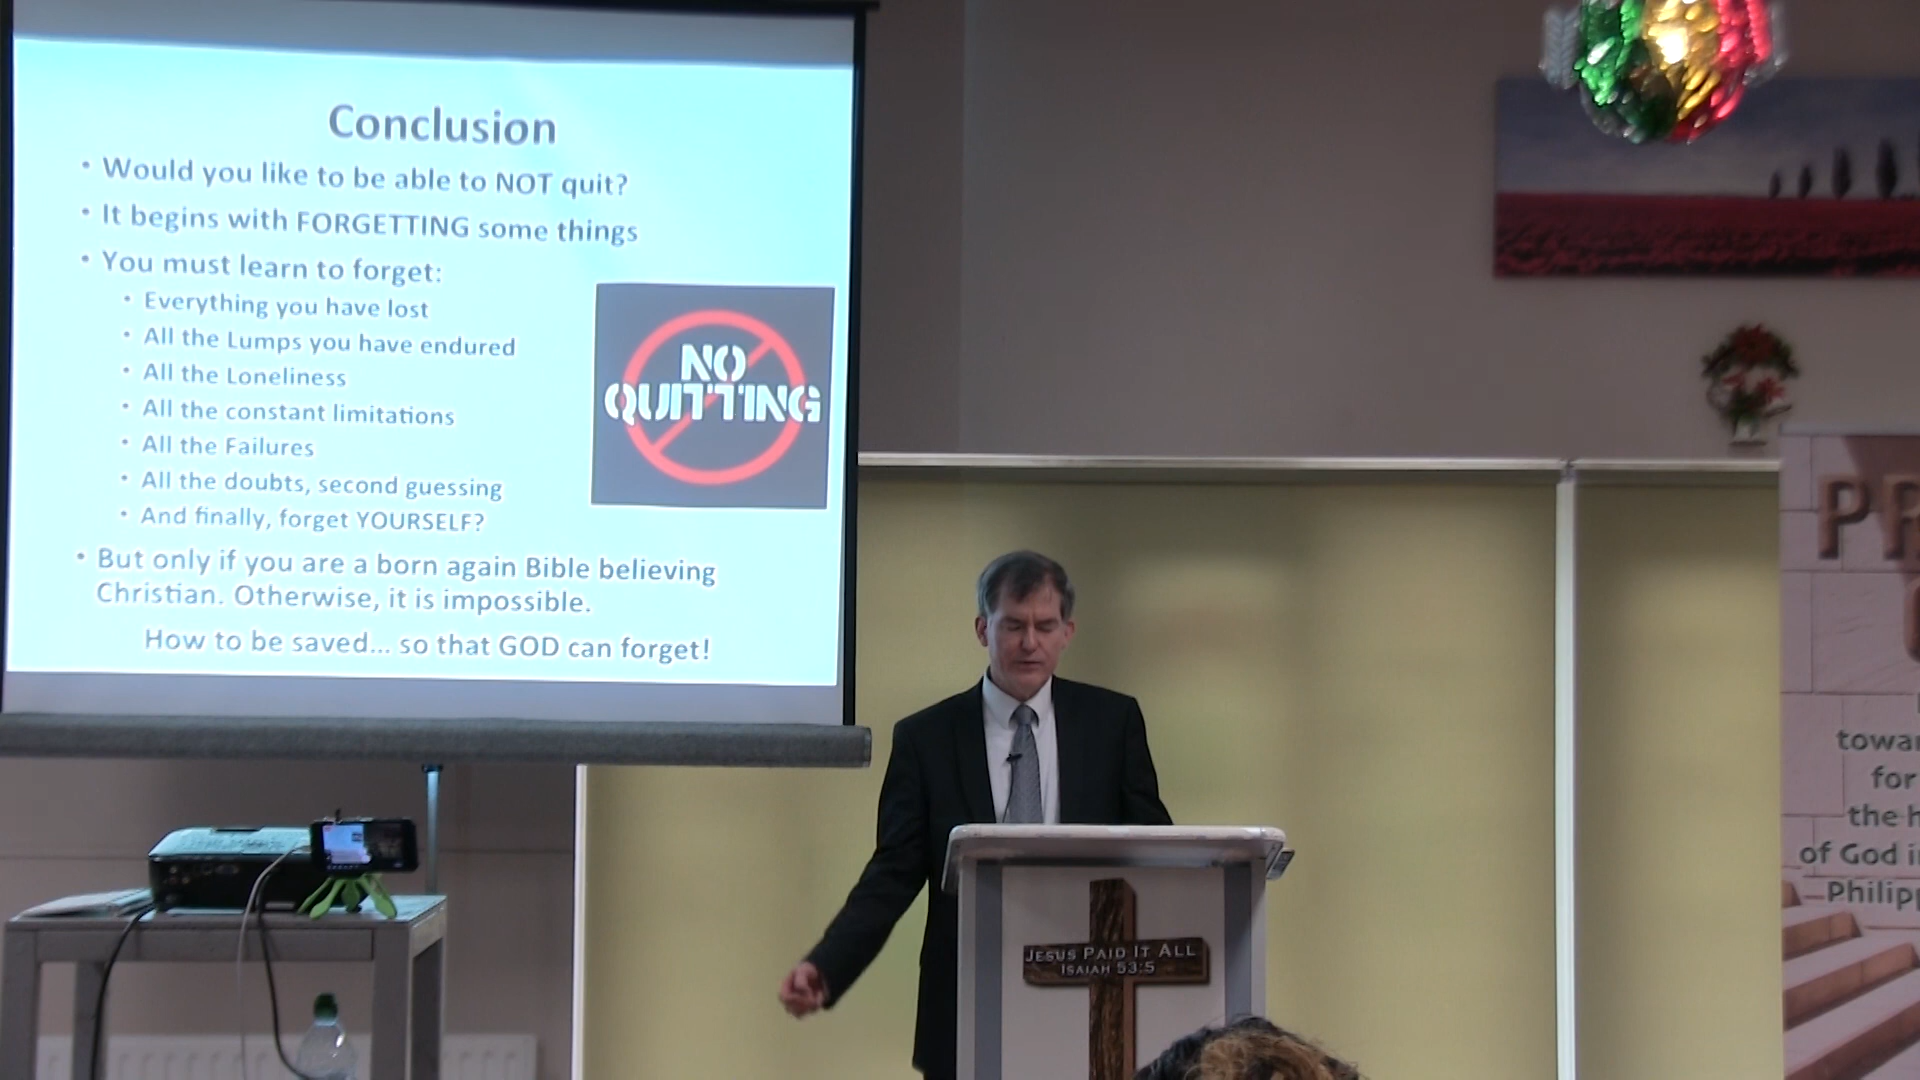 Conclusion
• Would you like to be able to NOT quit?
• It begins with FORGETTING some things
• You must learn to forget:
• Everything you have lost
• All the Lumps you have endured
• All the Loneliness
• All the constant limitations
• All the Failures
• All the doubts, second guessing
• And finally, forget YOURSELF?
• But only if you are a born again Bible believing
Christian. Otherwise, it is impossible.
How to be saved... so that GOD can forget!
NO
QUITTING
JESUS PAID IT ALL
ISAIAH 53:5
for
of God